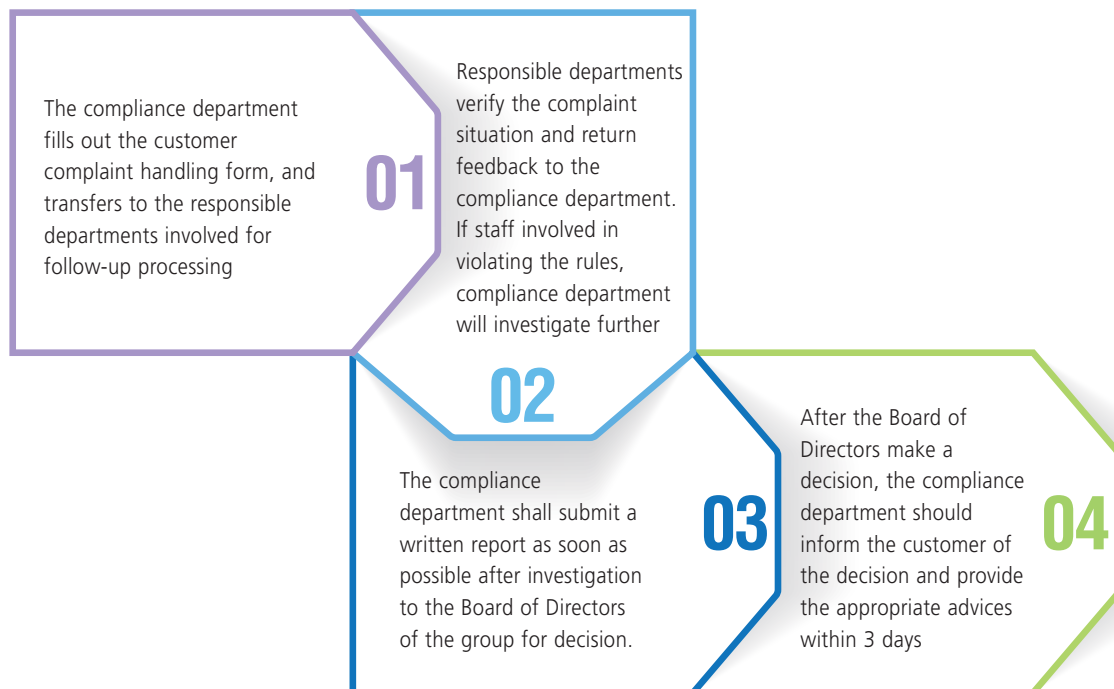 The compliance department
fills out the customer
complaint handling form, and
transfers to the responsible
departments involved for
follow-up processing
01
Responsible departments
verify the complaint
situation and return
feedback to the
compliance department.
If staff involved in
violating the rules,
compliance department
will investigate further
02
The compliance
department shall submit a
written report as soon as
possible after investigation
to the Board of Directors
of the group for decision.
03
After the Board of
Directors make a
decision, the compliance
department should
inform the customer of
the decision and provide
the appropriate advices
within 3 days
04